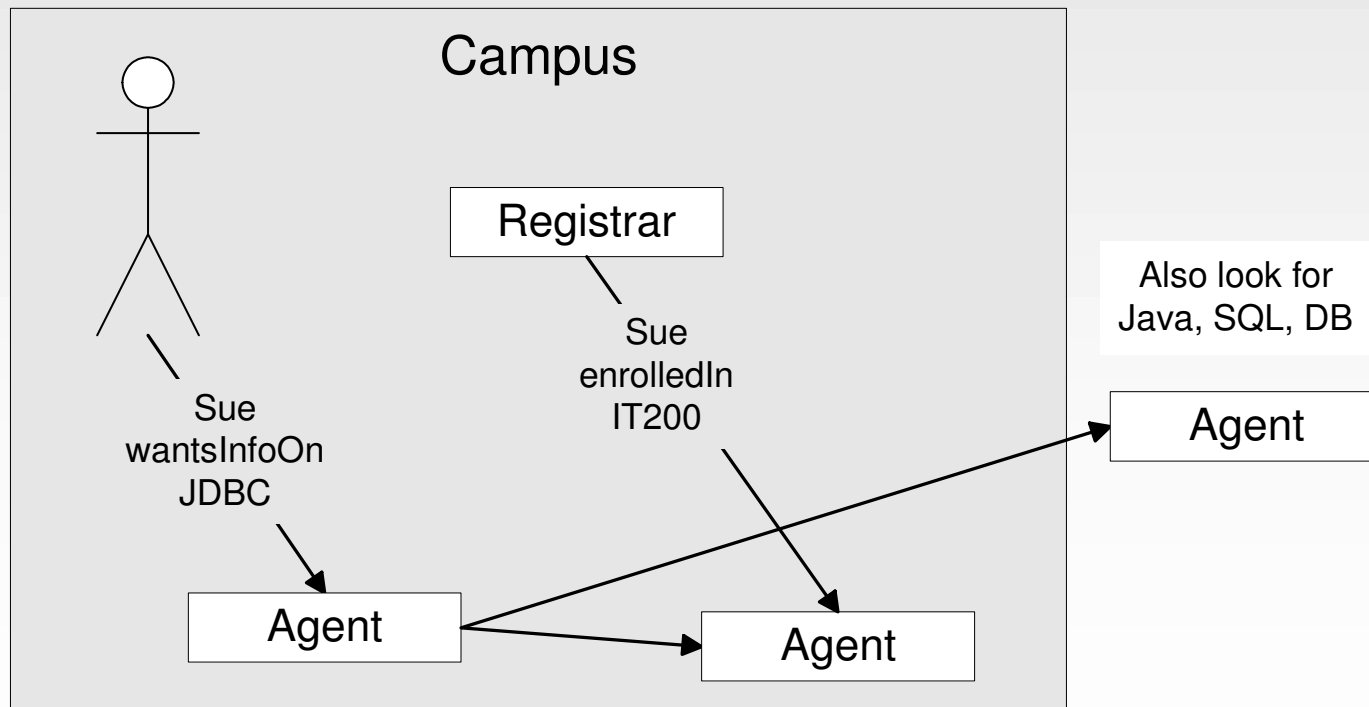 Campus
Registrar
Also look for
Java, SQL, DB
Sue
enrolledIn
IT200
Sue
wantsInfoOn
JDBC
Agent
Agent
Agent